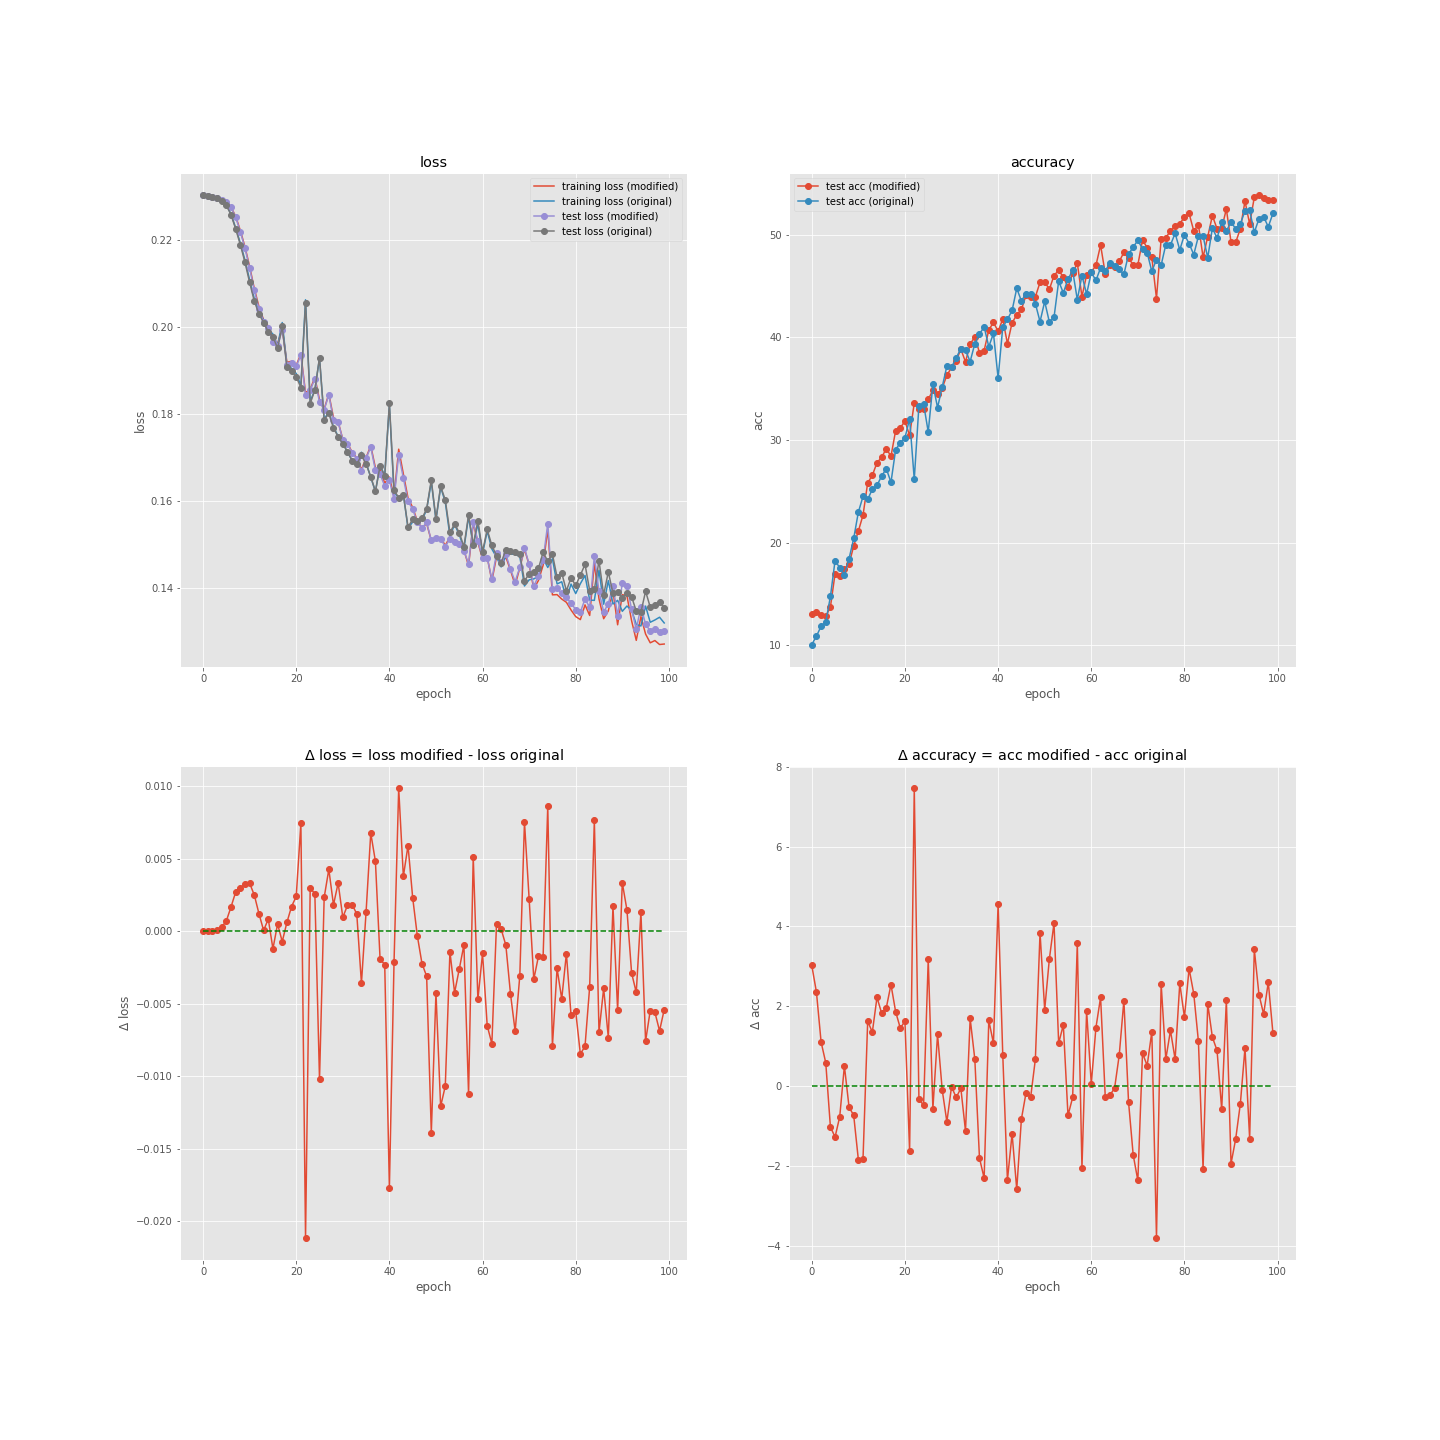 loss
training loss (modified)
training loss (original)
test loss (modified)
test loss (original)
0.22
0.20
0.18
0.16
0.14
loss
0 20 40 60 80 100
epoch
accuracy
test acc (modified)
test acc (original)
50
40
30
20
10
acc
0 20 40 60 80 100
epoch
Δ loss = loss modified - loss original
0.010
0.005
0.000
−0.005
−0.010
−0.015
−0.020
Δ loss
0 20 40 60 80 100
epoch
Δ accuracy = acc modified - acc original
8
6
4
2
0
−2
−4
Δ acc
0 20 40 60 80 100
epoch